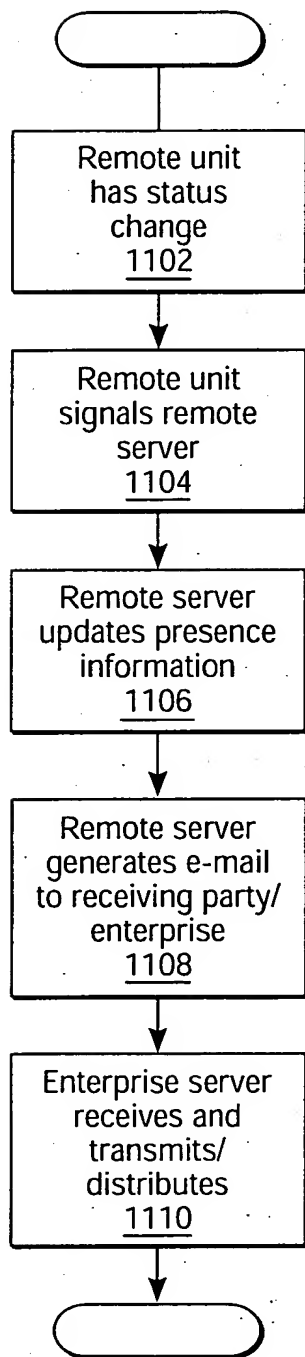 Remote unit
has status
change
1102
Remote unit
signals remote
server
1104
Remote server
updates presence
information
1106
Remote server
generates e-mail
to receiving party/
enterprise
1108
Enterprise server
receives and
transmits/
distributes
1110